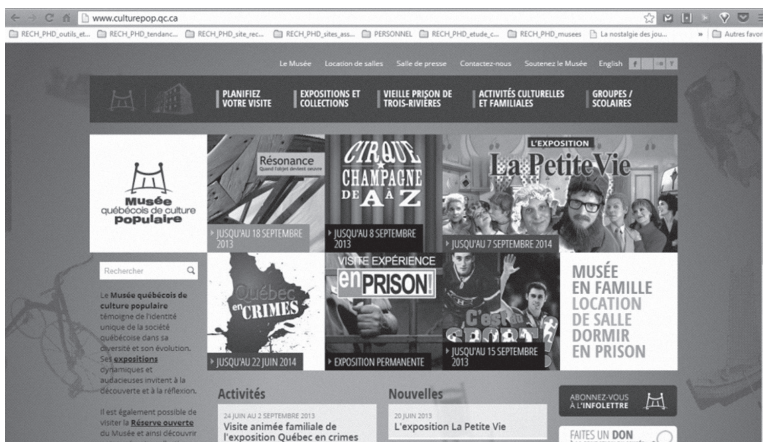 www.culturepop.qc.ca
RECH_PHD_outils_et...
RECH_PHD_tendanc...
RECH_PHD_site_rec...
RECH_PHD_sites_ass...
PERSONNEL
RECH_PHD_etude_c...
RECH_PHD_musees
La nostalgie des jou...
»
Autres favor
Le Musée
Location de salles
Salle de presse
Contactez-nous
Soutenez le Musée
English
PLANIFIEZ
VOTRE VISITE
EXPOSITIONS ET
COLLECTIONS
VIEILLE PRISON DE
TROIS-RIVIÈRES
ACTIVITÉS CULTURELLES
ET FAMILIALES
GROUPES /
SCOLAIRES
Musée
québécois de culture
populaire
Résonance
Quand l'objet devient oeuvre
JUSQU'AU 18 SEPTEMBRE
2013
CIRQUE
CHAMPAGNE
DE A À Z
JUSQU'AU 8 SEPTEMBRE
2013
L'EXPOSITION
La Petite Vie
JUSQU'AU 7 SEPTEMBRE 2014
Rechercher
Le Musée québécois de
culture populaire
témoigne de l'identité
unique de la société
québécoise dans sa
diversité et son évolution.
Ses expositions
dynamiques et
audacieuses invitent à la
découverte et à la réflexion.
Il est également possible de
visiter la Réserve ouverte
du Musée et ainsi découvrir
Québec
en CRIMES
JUSQU'AU 22 JUIN 2014
VISITE EXPÉRIENCE
en PRISON!
EXPOSITION PERMANENTE
C'est
JUSQU'AU 15 SEPTEMBRE
2013
MUSÉE
EN FAMILLE
LOCATION
DE SALLE
DORMIR
EN PRISON
Activités
24 JUIN AU 2 SEPTEMBRE 2013
Visite animée familiale de
l'exposition Québec en crimes
Nouvelles
20 JUIN 2013
L'exposition La Petite Vie
ABONNEZ-VOUS
À L'INFOLETTRE
FAITES UN DON